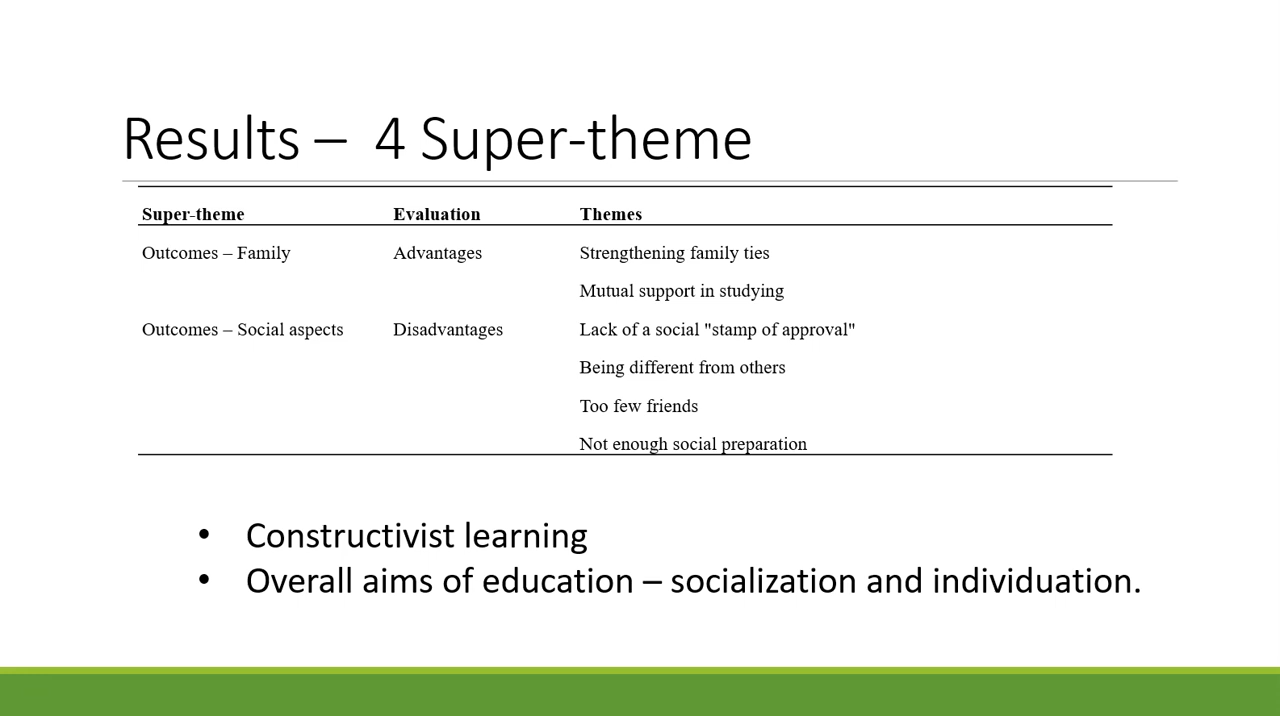 Results – 4 Super-theme
Super-theme Evaluation Themes
Outcomes – Family Advantages Strengthening family ties
Mutual support in studying
Outcomes – Social aspects Disadvantages Lack of a social "stamp of approval"
Being different from others
Too few friends
Not enough social preparation
• Constructivist learning
• Overall aims of education – socialization and individuation.